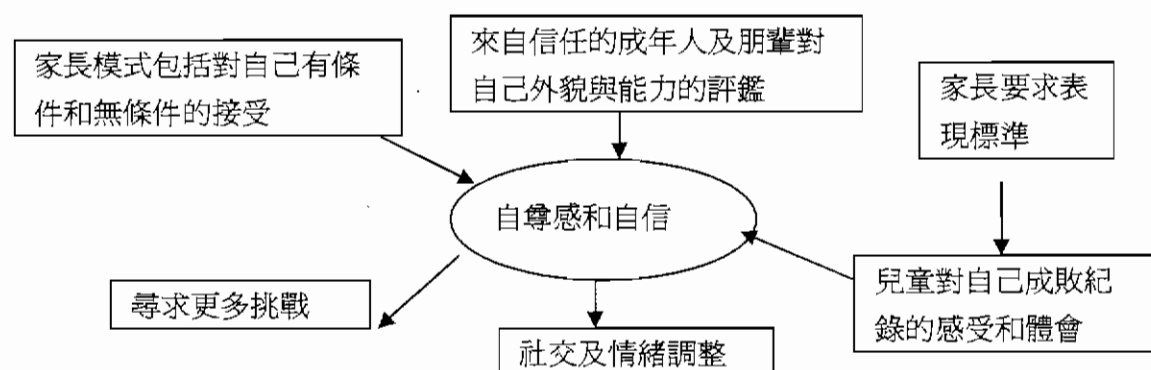 家長模式包括對自己有條
件和無條件的接受
來自信任的成年人及朋輩對
自己外貌與能力的評鑑
家長要求表
現標準
自尊感和自信
兒童對自己成敗紀
錄的感受和體會
尋求更多挑戰
社交及情緒調整